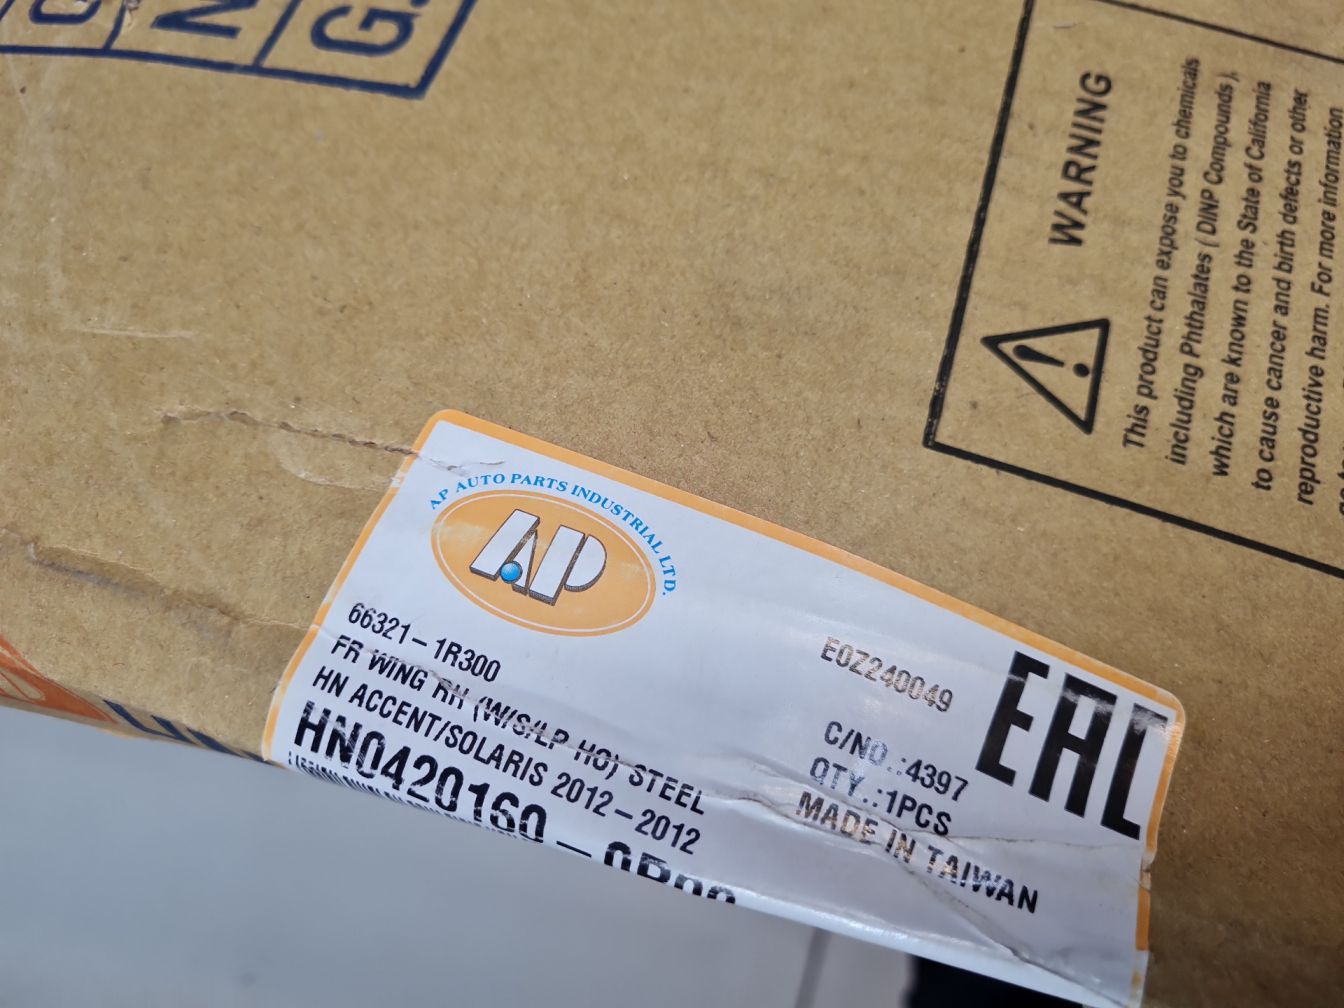 G.
WARNING
This product can expose you to chemicals
including Phthalates ( DINP Compounds ),
which are known to the State of California
to cause cancer and birth defects or other
reproductive harm. For more information
AP AUTO PARTS INDUSTRIAL LTD.
AP
66321-1R300
FR WING RH (W/S/LP HO) STEEL
HN ACCENT/SOLARIS 2012-2012
HN0420160-
E0Z240049
C/NO.:4397
QTY.:1PCS
MADE IN TAIWAN
EAC